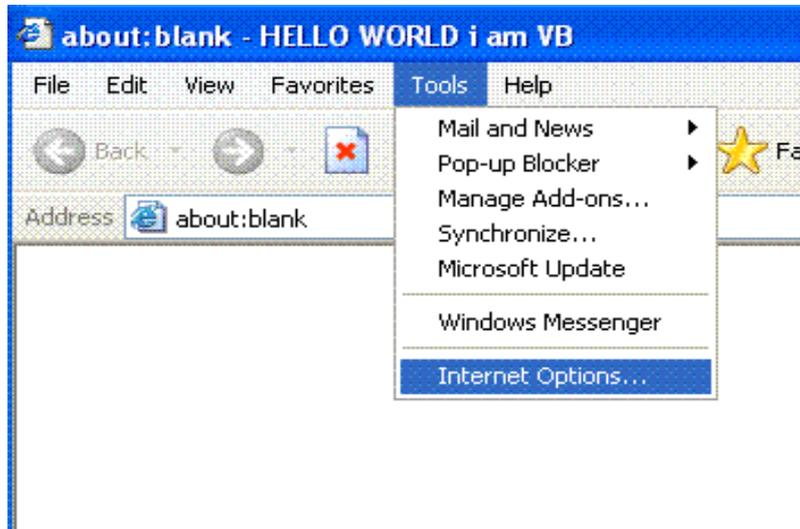 about:blank - HELLO WORLD i am VB
File Edit View Favorites Tools Help
Back
Mail and News
Pop-up Blocker
Manage Add-ons...
Synchronize...
Microsoft Update
Windows Messenger
Internet Options...
Fa
Address about:blank